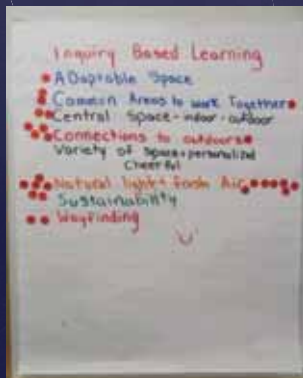 Inquiry Based Learning
ADaptable Space
Common Areas to work Together
Central Space-indoor-outdoor
Connections to outdoors
Variety of Spaces personalized
Cheerful
Natural light + fresh Air
Sustainability
Wayfinding